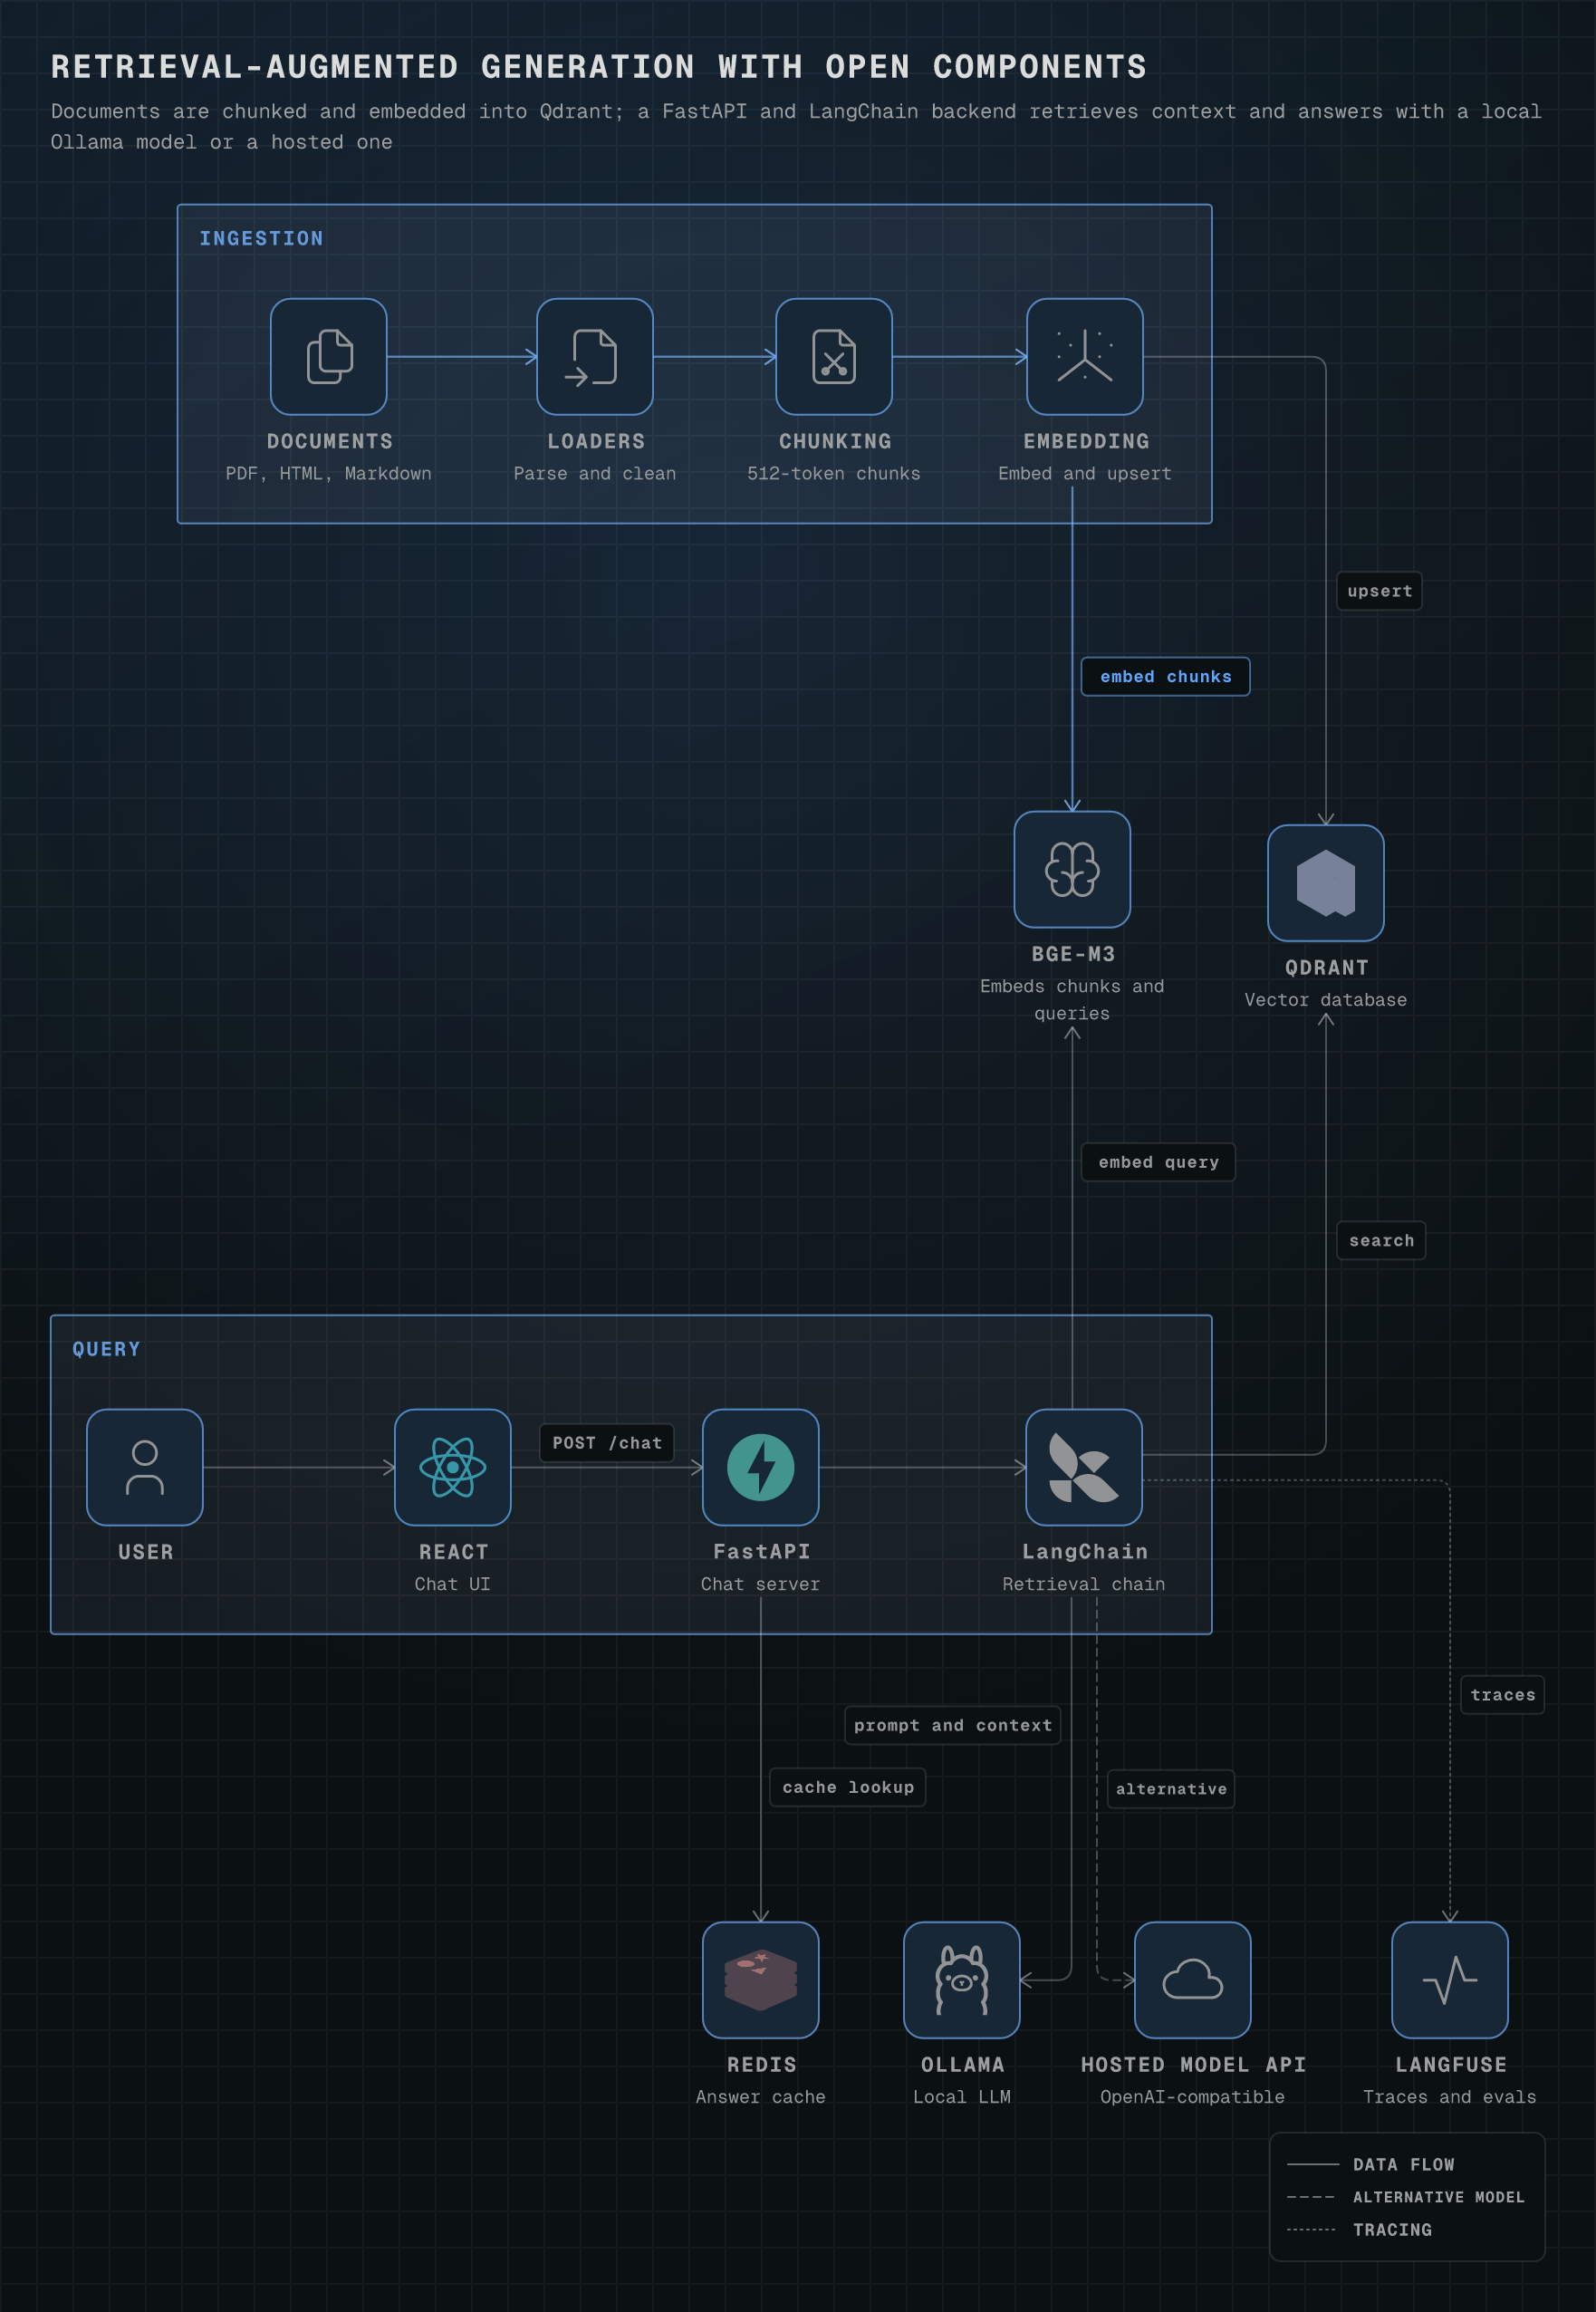 RETRIEVAL-AUGMENTED GENERATION WITH OPEN COMPONENTS
Documents are chunked and embedded into Qdrant; a FastAPI and LangChain backend retrieves context and answers with a local
Ollama model or a hosted one
INGESTION
DOCUMENTS
PDF, HTML, Markdown
LOADERS
Parse and clean
CHUNKING
512-token chunks
EMBEDDING
Embed and upsert
upsert
embed chunks
BGE-M3
Embeds chunks and
queries
QDRANT
Vector database
embed query
search
QUERY
USER
REACT
Chat UI
POST /chat
FastAPI
Chat server
LangChain
Retrieval chain
traces
prompt and context
cache lookup
alternative
REDIS
Answer cache
OLLAMA
Local LLM
HOSTED MODEL API
OpenAI-compatible
LANGFUSE
Traces and evals
DATA FLOW
ALTERNATIVE MODEL
TRACING